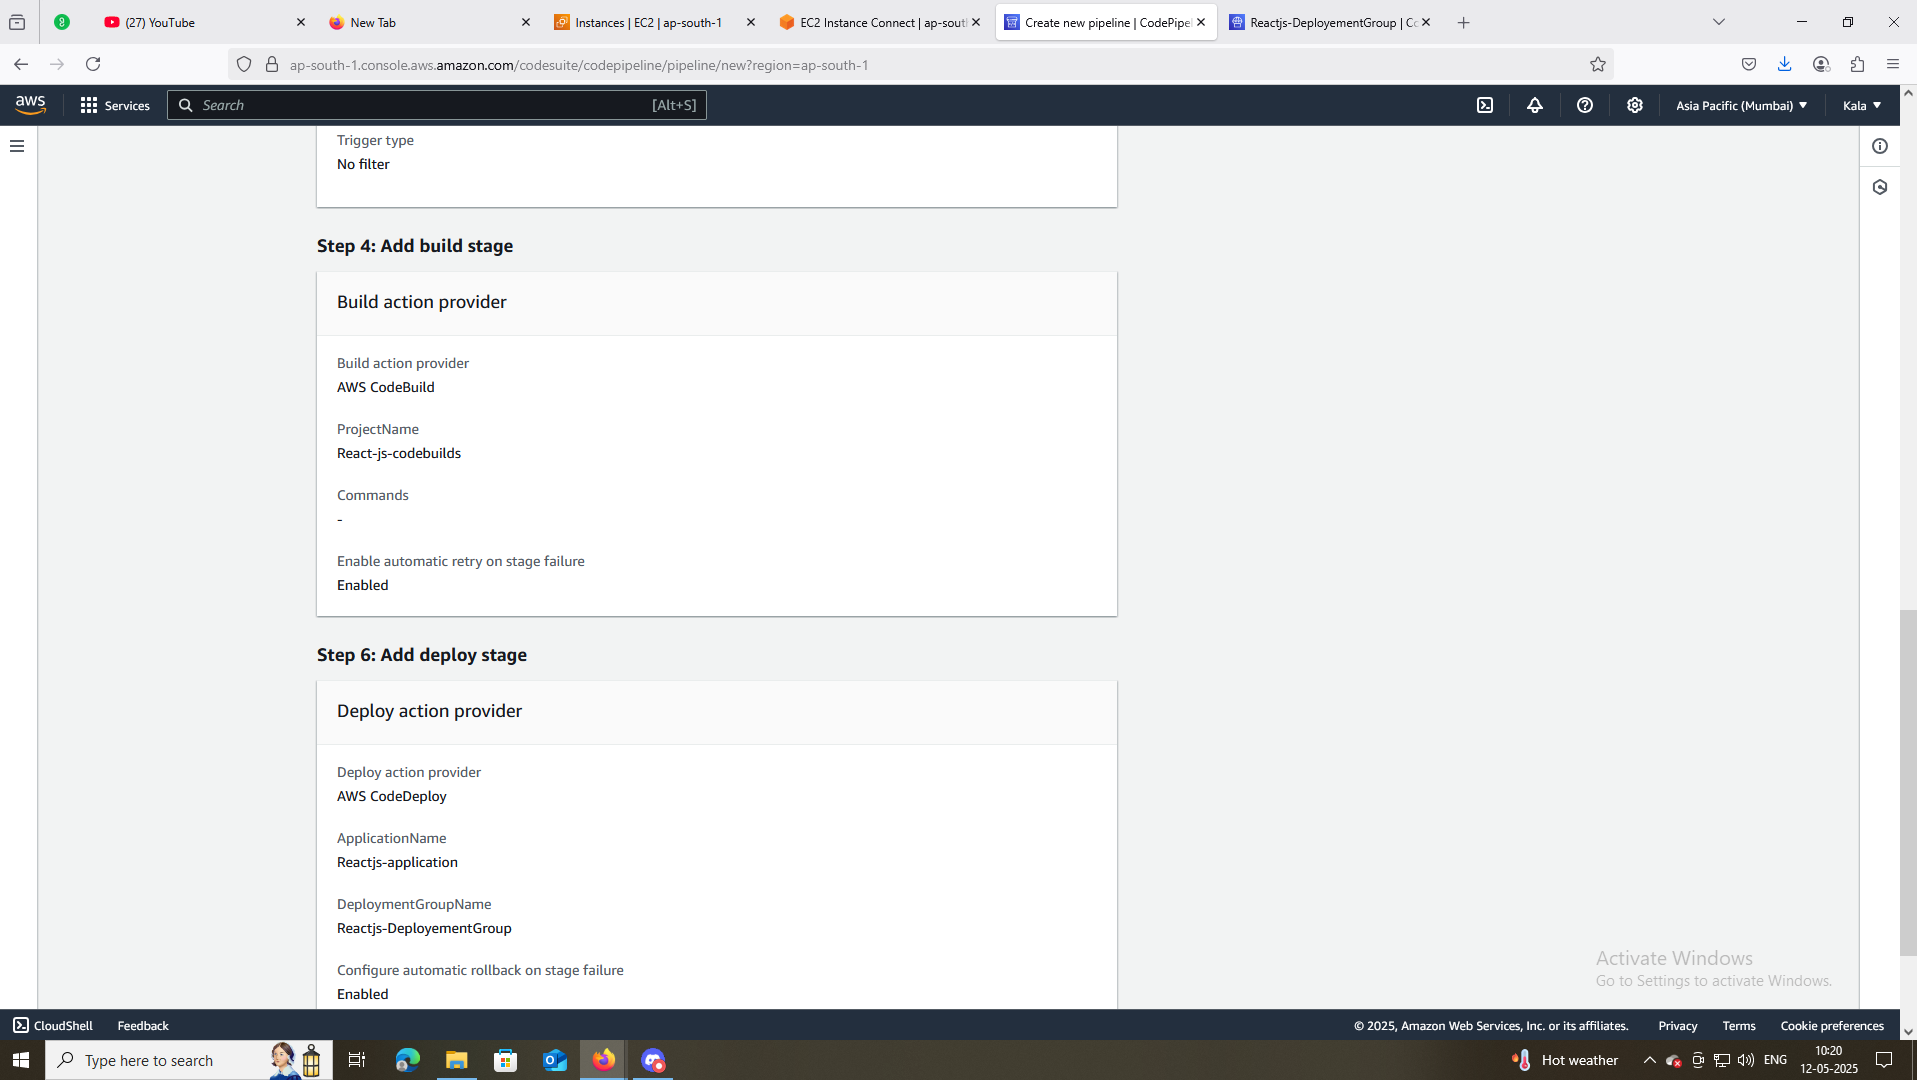 (27) YouTube
New Tab
Instances | EC2 | ap-south-1
EC2 Instance Connect | ap-sout
Create new pipeline | CodePipel
Reactjs-DeployementGroup | Co
ap-south-1.console.aws.amazon.com/codesuite/codepipeline/pipeline/new?region=ap-south-1
aws
Services
Search
[Alt+S]
Asia Pacific (Mumbai)
Kala
Trigger type
No filter
Step 4: Add build stage
Build action provider
Build action provider
AWS CodeBuild
ProjectName
React-js-codebuilds
Commands
-
Enable automatic retry on stage failure
Enabled
Step 6: Add deploy stage
Deploy action provider
Deploy action provider
AWS CodeDeploy
ApplicationName
Reactjs-application
DeploymentGroupName
Reactjs-DeployementGroup
Configure automatic rollback on stage failure
Enabled
Activate Windows
Go to Settings to activate Windows.
CloudShell
Feedback
© 2025, Amazon Web Services, Inc. or its affiliates.
Privacy
Terms
Cookie preferences
Type here to search
Hot weather
ENG
10:20
12-05-2025